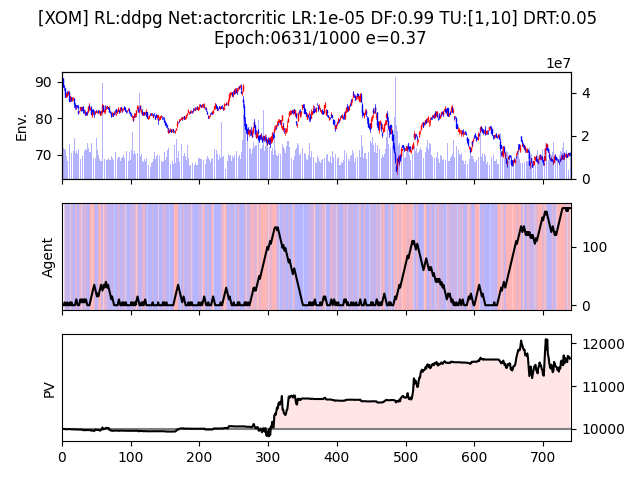 [XOM] RL:ddpg Net:actorcritic LR:1e-05 DF:0.99 TU:[1,10] DRT:0.05
Epoch:0631/1000 e=0.37
1e7
Env.
90
80
70
4
2
0
Agent
100
0
PV
12000
11000
10000
0 100 200 300 400 500 600 700